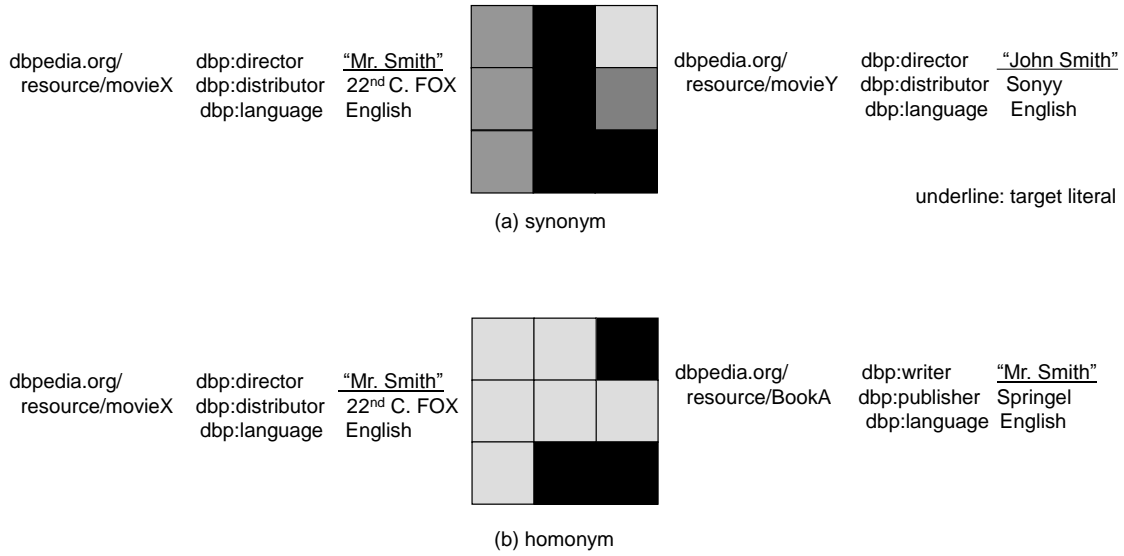 dbpedia.org/ dbp:director “Mr. Smith” dbpedia.org/ dbp:director “John Smith”
resource/movieX dbp:distributor 22nd C. FOX resource/movieY dbp:distributor Sonyy
dbp:language English dbp:language English
underline: target literal
(a) synonym
dbpedia.org/ dbp:director “Mr. Smith” dbpedia.org/ dbp:writer “Mr. Smith”
resource/movieX dbp:distributor 22nd C. FOX resource/BookA dbp:publisher Springel
dbp:language English dbp:language English
(b) homonym